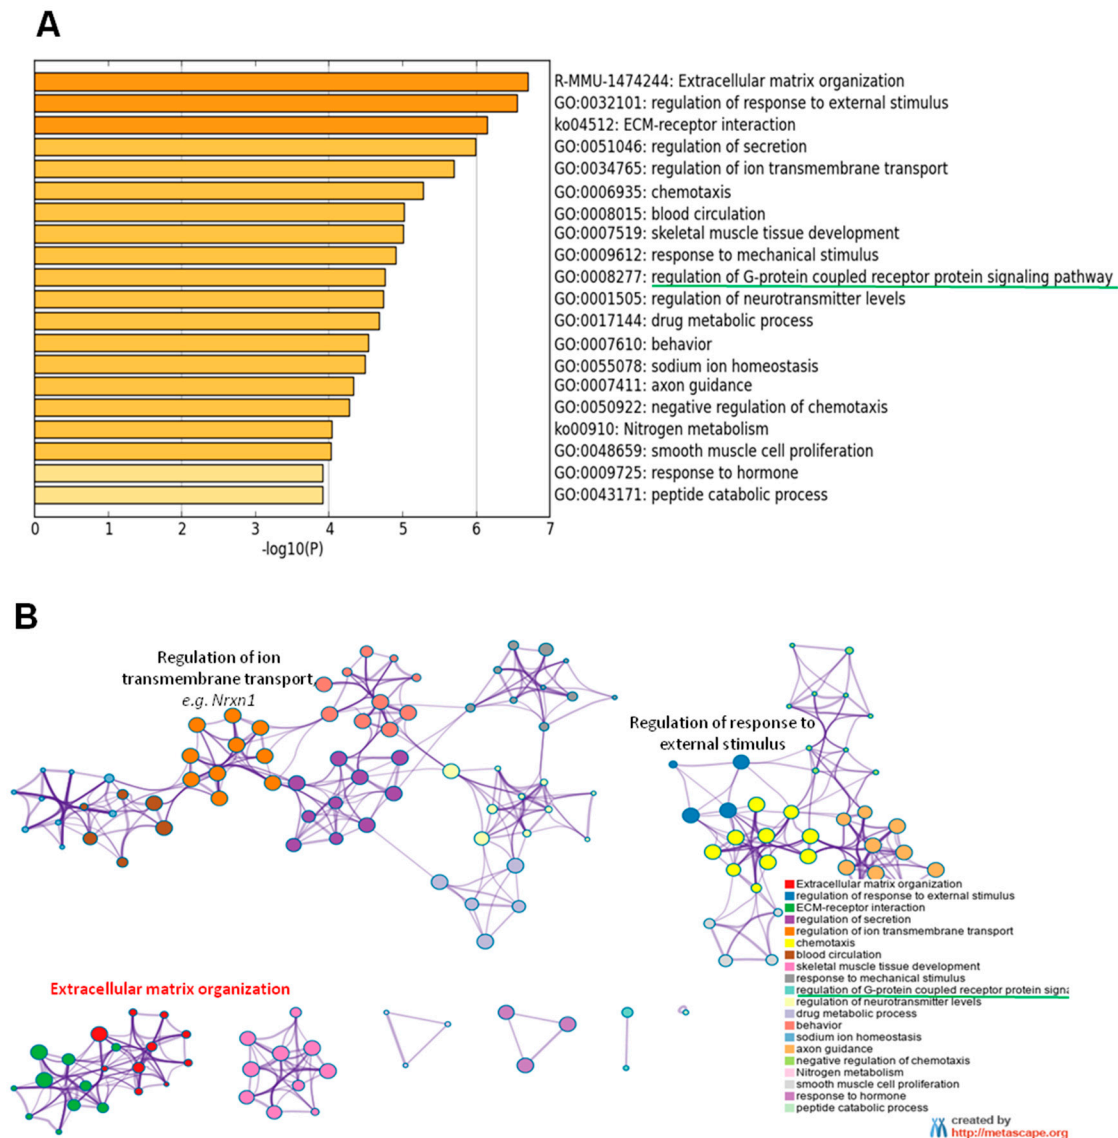 A
R-MMU-1474244: Extracellular matrix organization
GO:0032101: regulation of response to external stimulus
ko04512: ECM-receptor interaction
GO:0051046: regulation of secretion
GO:0034765: regulation of ion transmembrane transport
GO:0006935: chemotaxis
GO:0008015: blood circulation
GO:0007519: skeletal muscle tissue development
GO:0009612: response to mechanical stimulus
GO:0008277: regulation of G-protein coupled receptor protein signaling pathway
GO:0001505: regulation of neurotransmitter levels
GO:0017144: drug metabolic process
GO:0007610: behavior
GO:0055078: sodium ion homeostasis
GO:0007411: axon guidance
GO:0050922: negative regulation of chemotaxis
ko00910: Nitrogen metabolism
GO:0048659: smooth muscle cell proliferation
GO:0009725: response to hormone
GO:0043171: peptide catabolic process
0 1 2 3 4 5 6 7
-log10(P)
B
Regulation of ion
transmembrane transport
e.g. Nrxn1
Regulation of response to
external stimulus
Extracellular matrix organization
Extracellular matrix organization
regulation of response to external stimulus
ECM-receptor interaction
regulation of secretion
regulation of ion transmembrane transport
chemotaxis
blood circulation
skeletal muscle tissue development
response to mechanical stimulus
regulation of G-protein coupled receptor protein signa
regulation of neurotransmitter levels
drug metabolic process
behavior
sodium ion homeostasis
axon guidance
negative regulation of chemotaxis
Nitrogen metabolism
smooth muscle cell proliferation
response to hormone
peptide catabolic process
created by
http://metascape.org